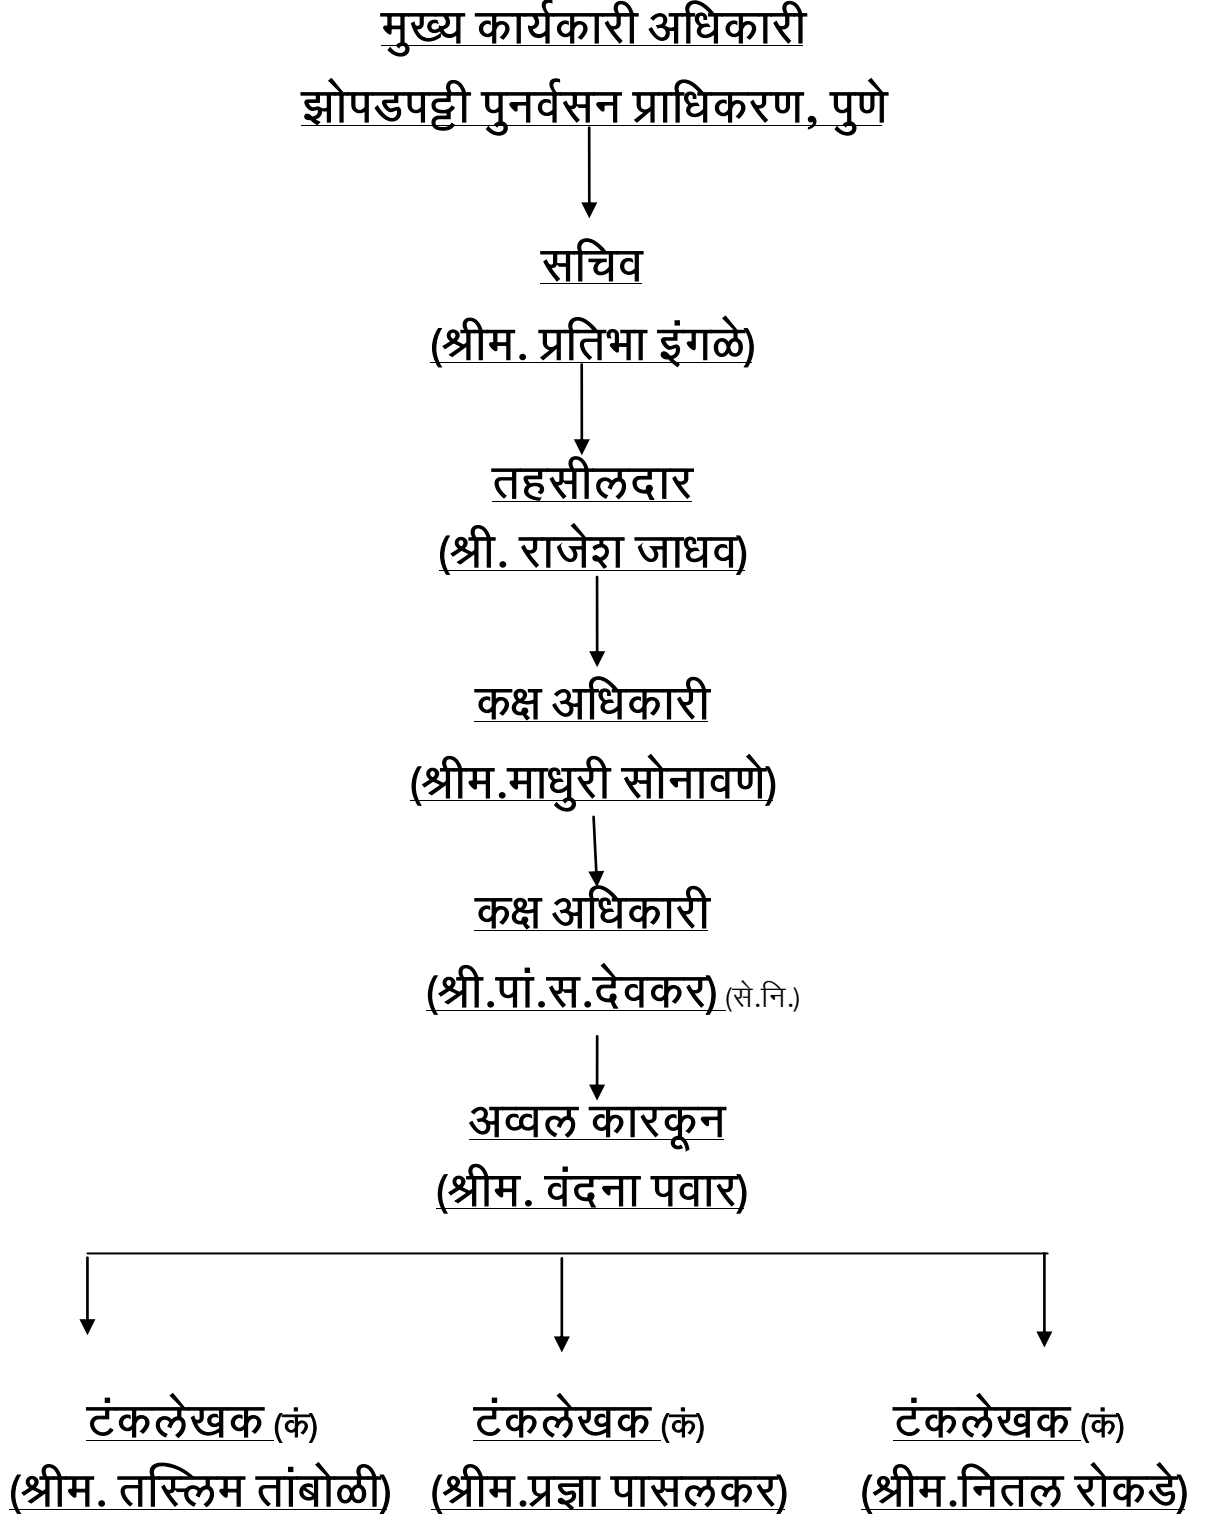 मुख्य कार्यकारी अधिकारी
झोपडपट्टी पुनर्वसन प्राधिकरण, पुणे
सचिव
(श्रीम. प्रतिभा इंगळे)
तहसीलदार
(श्री. राजेश जाधव)
कक्ष अधिकारी
(श्रीम.माधुरी सोनावणे)
कक्ष अधिकारी
(श्री.पां.स.देवकर) (से.नि.)
अव्वल कारकून
(श्रीम. वंदना पवार)
टंकलेखक (कं) टंकलेखक (कं) टंकलेखक (कं)
(श्रीम. तस्लिम तांबोळी) (श्रीम.प्रज्ञा पासलकर) (श्रीम.नितल रोकडे)